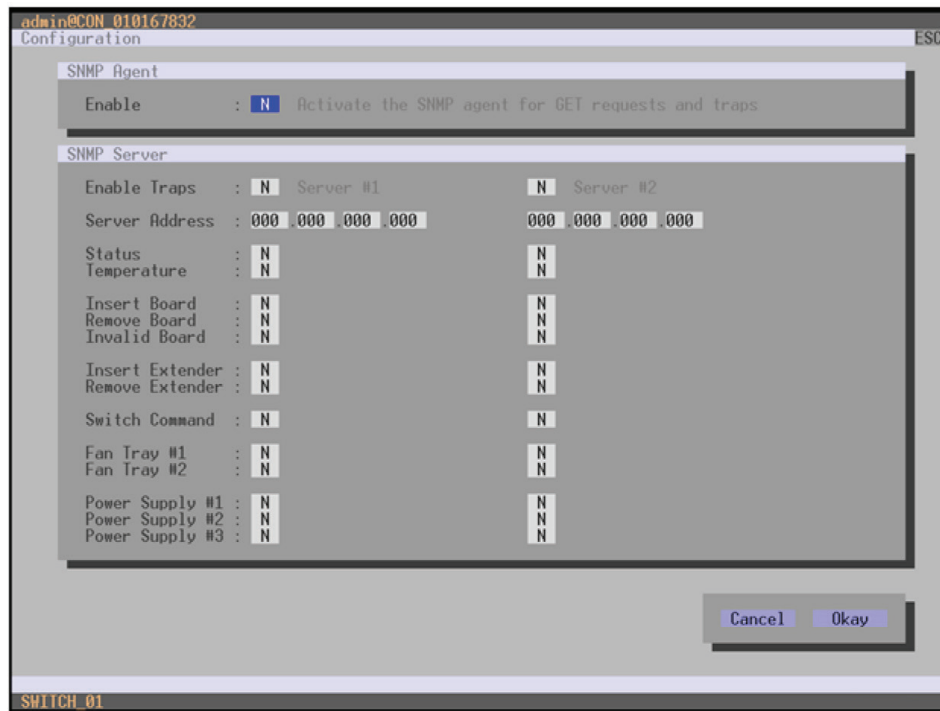 admin@CON_010167832
Configuration ESC
SNMP Agent
Enable : N Activate the SNMP agent for GET requests and traps
SNMP Server
Enable Traps : N Server #1 N Server #2
Server Address : 000 .000 .000 .000 000 .000 .000 .000
Status : N N
Temperature : N N
Insert Board : N N
Remove Board : N N
Invalid Board : N N
Insert Extender : N N
Remove Extender : N N
Switch Command : N N
Fan Tray #1 : N N
Fan Tray #2 : N N
Power Supply #1 : N N
Power Supply #2 : N N
Power Supply #3 : N N
Cancel Okay
SWITCH_01